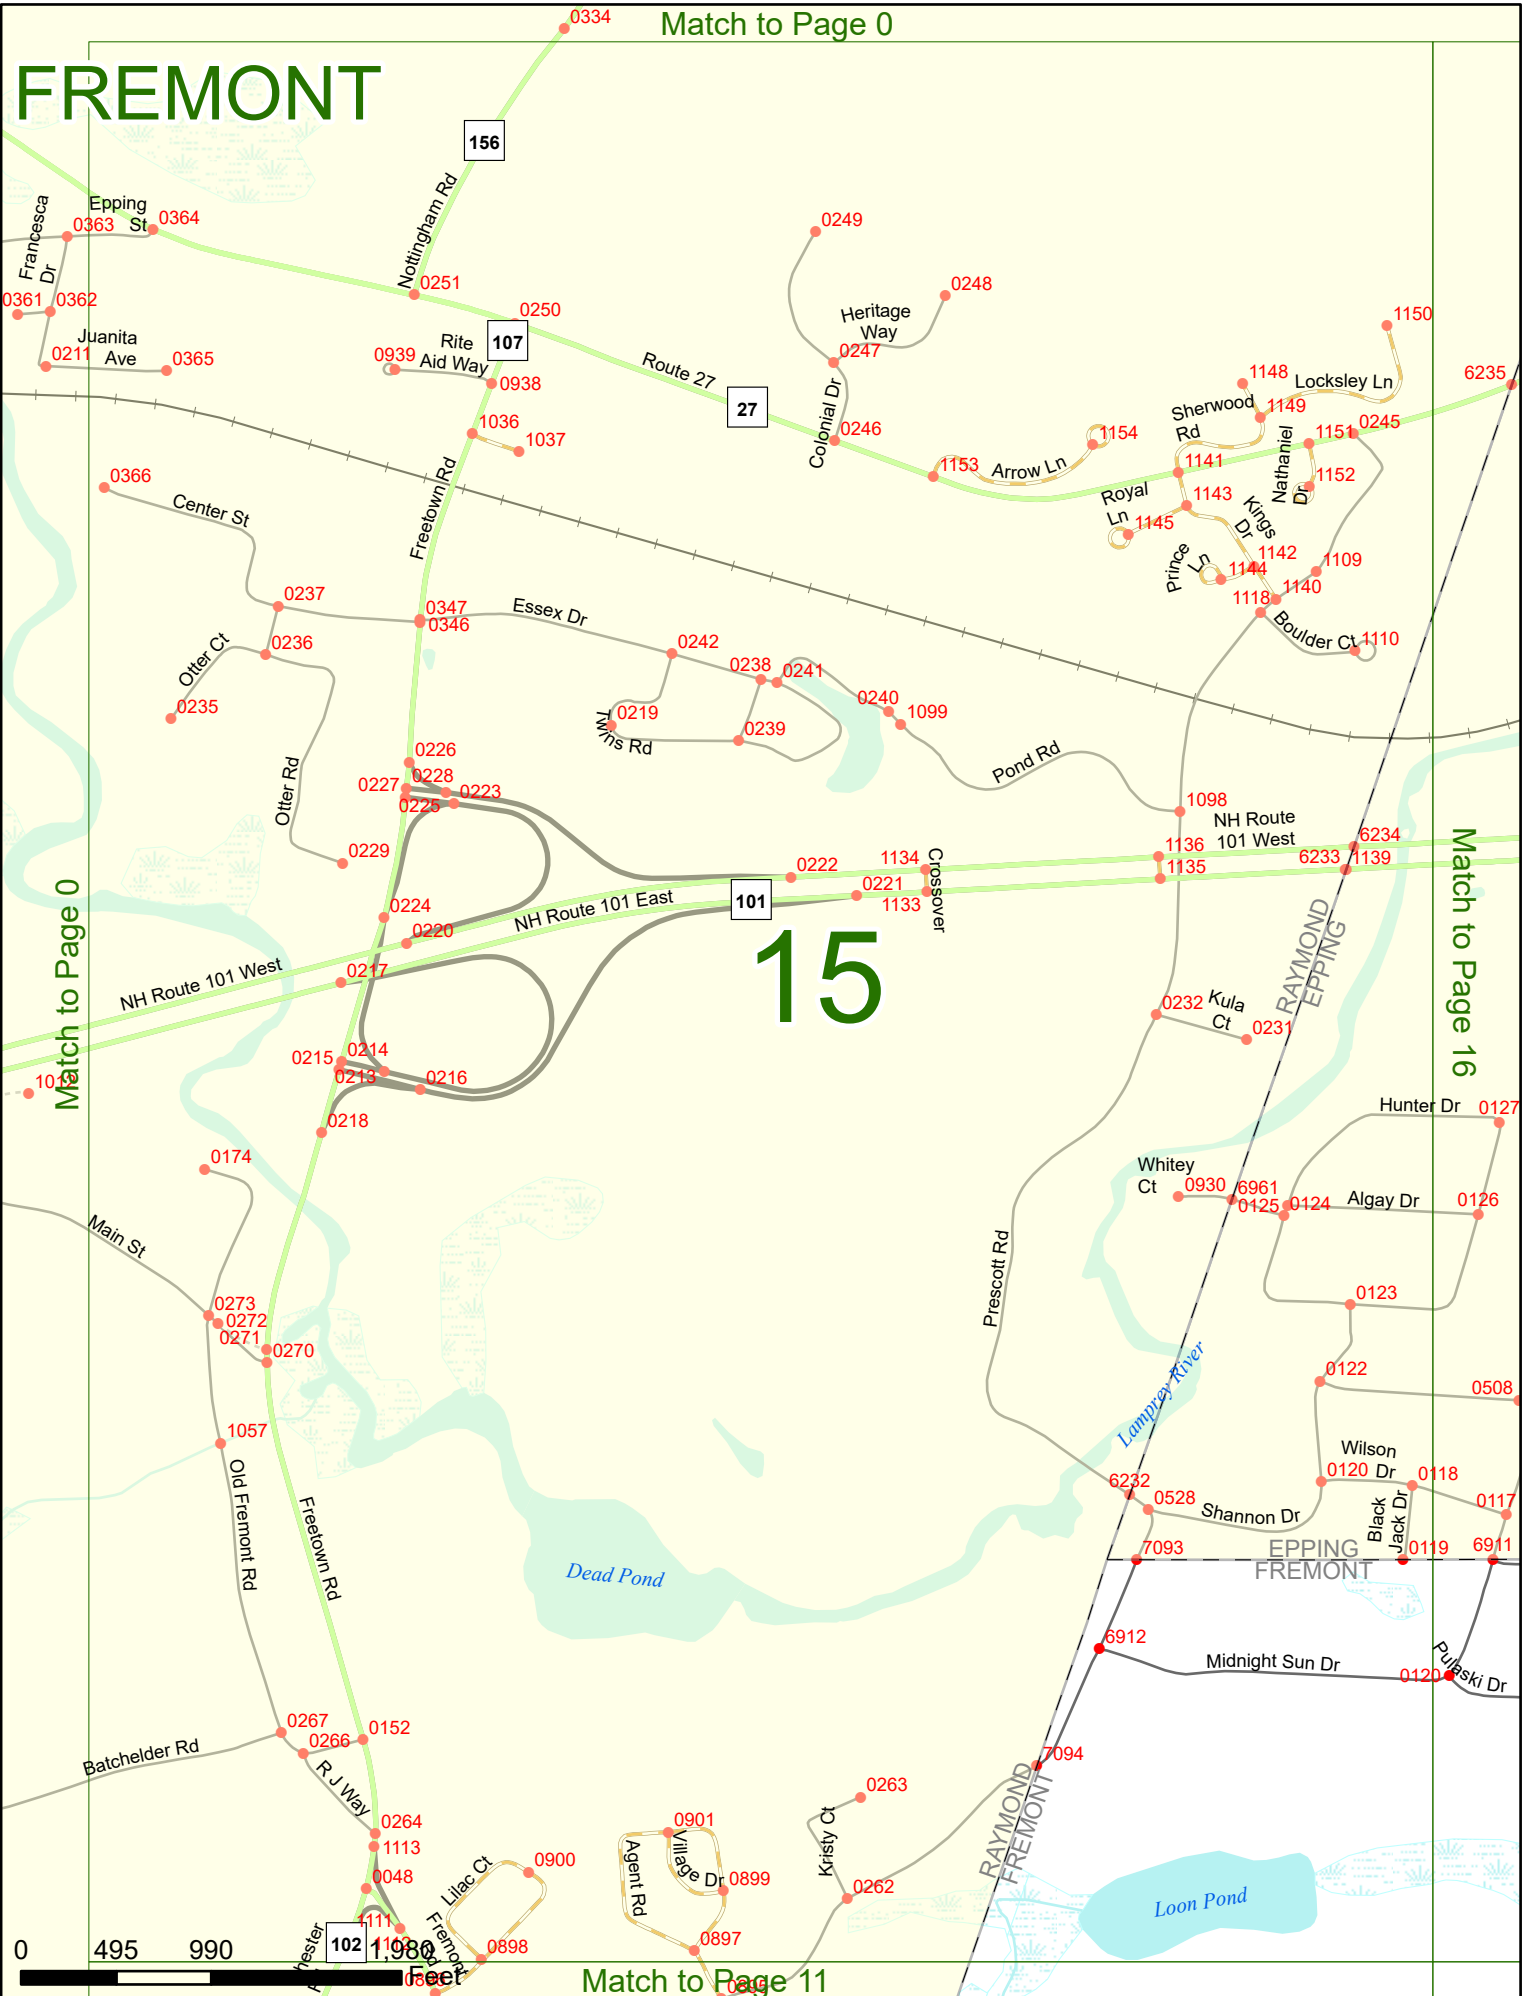 Match to Page 0
FREMONT
0334
156
Nottingham Rd
Francesca
Dr
Epping
St
0363
0364
0249
0251
0248
0361
0362
0250
Heritage
Way
1150
Juanita
Ave
0211
0365
Rite
Aid Way
0939
107
0938
0247
Route 27
27
Colonial Dr
0246
1148
Locksley Ln
6235
Sherwood
Rd
1149
1036
1037
1154
1151
0245
Nathaniel
Dr
0366
Center St
Freetown Rd
1153
Arrow Ln
1141
1152
Royal
Ln
1143
1145
Kings
Dr
Prince
Ln
1142
1144
1109
0237
0347
0346
Essex Dr
1118
1140
Boulder Ct
1110
Otter Ct
0236
0242
0238
0241
0235
0219
Twns Rd
0239
0240
1099
Pond Rd
0226
0227
0228
0223
0225
Otter Rd
1098
NH Route
101 West
0229
0222
1134
Crossover
1136
6234
1135
6233
1139
0221
1133
Match to Page 0
Match to Page 16
0224
0220
NH Route 101 East
101
15
RAYMOND
EPPING
0217
NH Route 101 West
0232
Kula
Ct
0231
0215
0214
0213
0216
0218
Hunter Dr
0127
0174
Whitey
Ct
0930
6961
0125
0124
Algay Dr
0126
Main St
Prescott Rd
0273
0272
0271
0270
0123
Lamprey River
0122
0508
1057
Old Fremont Rd
Freetown Rd
Wilson
Dr
0120
0118
6232
0528
Shannon Dr
Black
Jack Dr
0117
7093
EPPING
FREMONT
0119
6911
Dead Pond
6912
Midnight Sun Dr
Pulaski Dr
0120
0267
0152
0266
Batchelder Rd
R J Way
7094
RAYMOND
FREMONT
0263
0264
1113
0901
Kristy Ct
Agent Rd
Village Dr
0048
Lilac Ct
0900
0899
0262
Loon Pond
1111
102
Fremont
Rd
0898
0897
0895
0 495 990 1,980
Feet
Match to Page 11